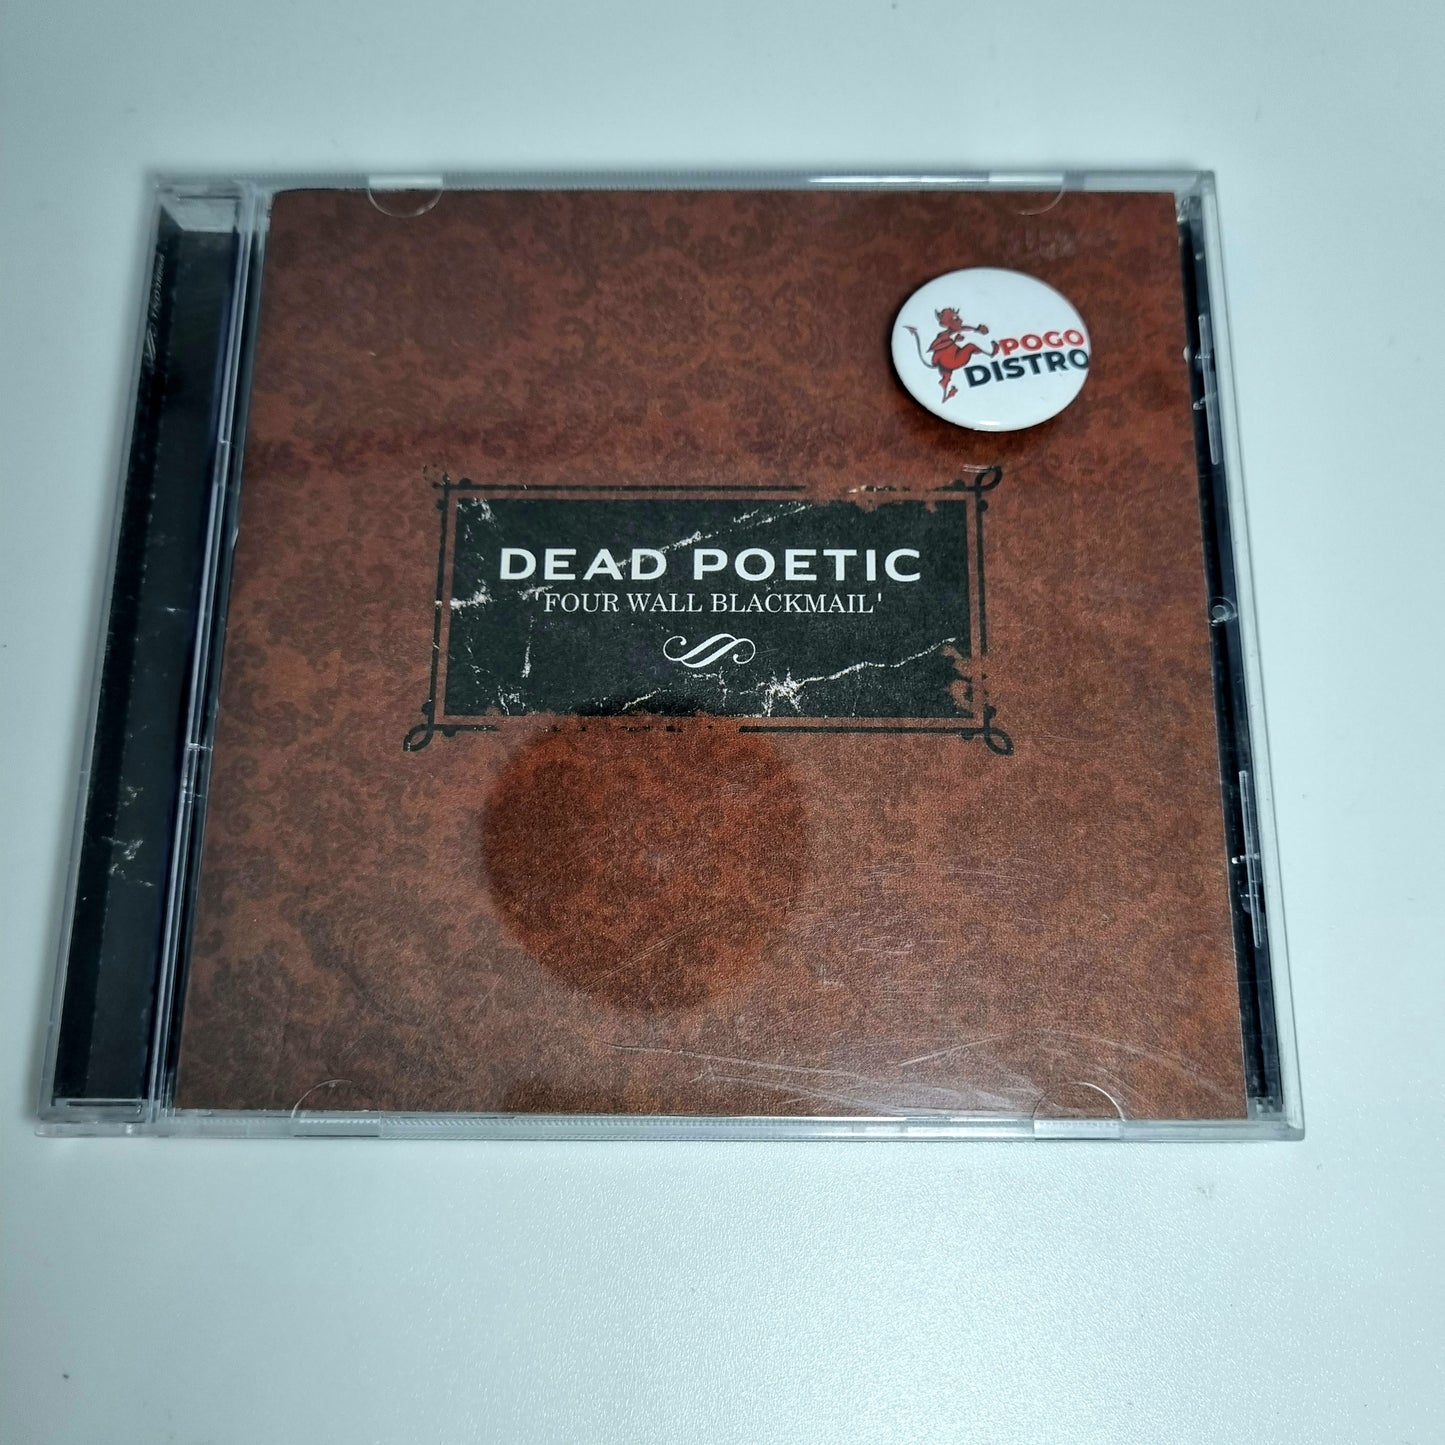 POGO
DISTRO
DEAD POETIC
'FOUR WALL BLACKMAIL'